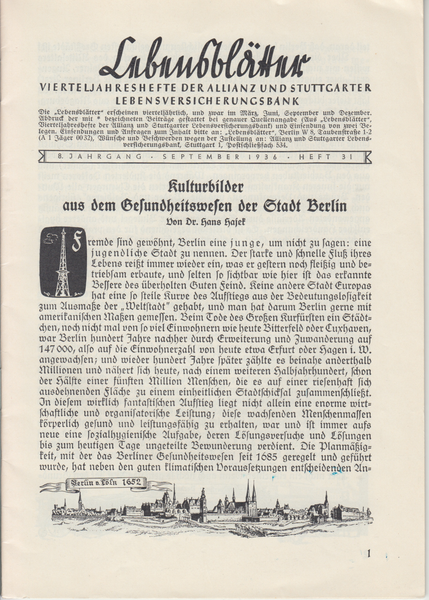 Lebensblätter
VIERTELJAHRESHEFTE DER ALLIANZ UND STUTTGARTER
LEBENSVERSICHERUNGSBANK
Die „Lebensblätter“ erscheinen vierteljährlich, und zwar im März, Juni, September und Dezember.
Abdruck der mit * bezeichneten Beiträge gestattet bei genauer Quellenangabe (Aus „Lebensblätter“,
Vierteljahreshefte der Allianz und Stuttgarter Lebensversicherungsbank) und Einsendung von zwei Be-
legen. Einsendungen und Anfragen zum Inhalt bitte an: „Lebensblätter“, Berlin W 8, Taubenstraße 1-2
(A 1 Jäger 0032), Wünsche und Beschwerden wegen der Zustellung an: Allianz und Stuttgarter Lebens-
versicherungsbank, Stuttgart 1, Postschließfach 534.
8. JAHRGANG · SEPTEMBER 1936 · HEFT 31
Kulturbilder
aus dem Gesundheitswesen der Stadt Berlin
Von Dr. Hans Hajek
Fremde sind gewöhnt, Berlin eine junge, um nicht zu sagen: eine
jugendliche Stadt zu nennen. Der starke und schnelle Fluß ihres
Lebens reißt immer wieder ein, was er gestern noch fleißig und be-
triebsam erbaute, und selten so sichtbar wie hier ist das erkannte
Bessere des überholten Guten Feind. Keine andere Stadt Europas
hat eine so steile Kurve des Aufstiegs aus der Bedeutungslosigkeit
zum Ausmaße der „Weltstadt“ gehabt, und man hat darum Berlin gerne mit
amerikanischen Maßen gemessen. Beim Tode des Großen Kurfürsten ein Städt-
chen, noch nicht mal von so viel Einwohnern wie heute Bitterfeld oder Cuxhaven,
war Berlin hundert Jahre nachher durch Eroberung und Zuwanderung auf
147 000, also auf die Einwohnerzahl von heute etwa Erfurt oder Hagen i. W.
angewachsen; und wieder hundert Jahre später zählte es beinahe anderthalb
Millionen und nähert sich heute, nach einem weiteren Halbjahrhundert, schon
der Hälfte einer fünften Million Menschen, die es auf einer riesenhaft sich
ausdehnenden Fläche zu einem einheitlichen Stadtschicksal zusammenschließt.
In diesem wirklich fantastischen Aufstieg liegt nicht allein eine enorme wirt-
schaftliche und organisatorische Leistung; diese wachsenden Menschenmassen
körperlich gesund und leistungsfähig zu erhalten, war und ist immer aufs
neue eine sozialhygienische Aufgabe, deren Lösungsversuche und Lösungen
bis zum heutigen Tage ungeteilte Bewunderung verdient. Die Planmäßig-
keit, mit der das Berliner Gesundheitswesen seit 1685 geregelt und geführt
wurde, hat neben den guten klimatischen Voraussetzungen entscheidenden An-
Berlin u. Cöln 1652
1